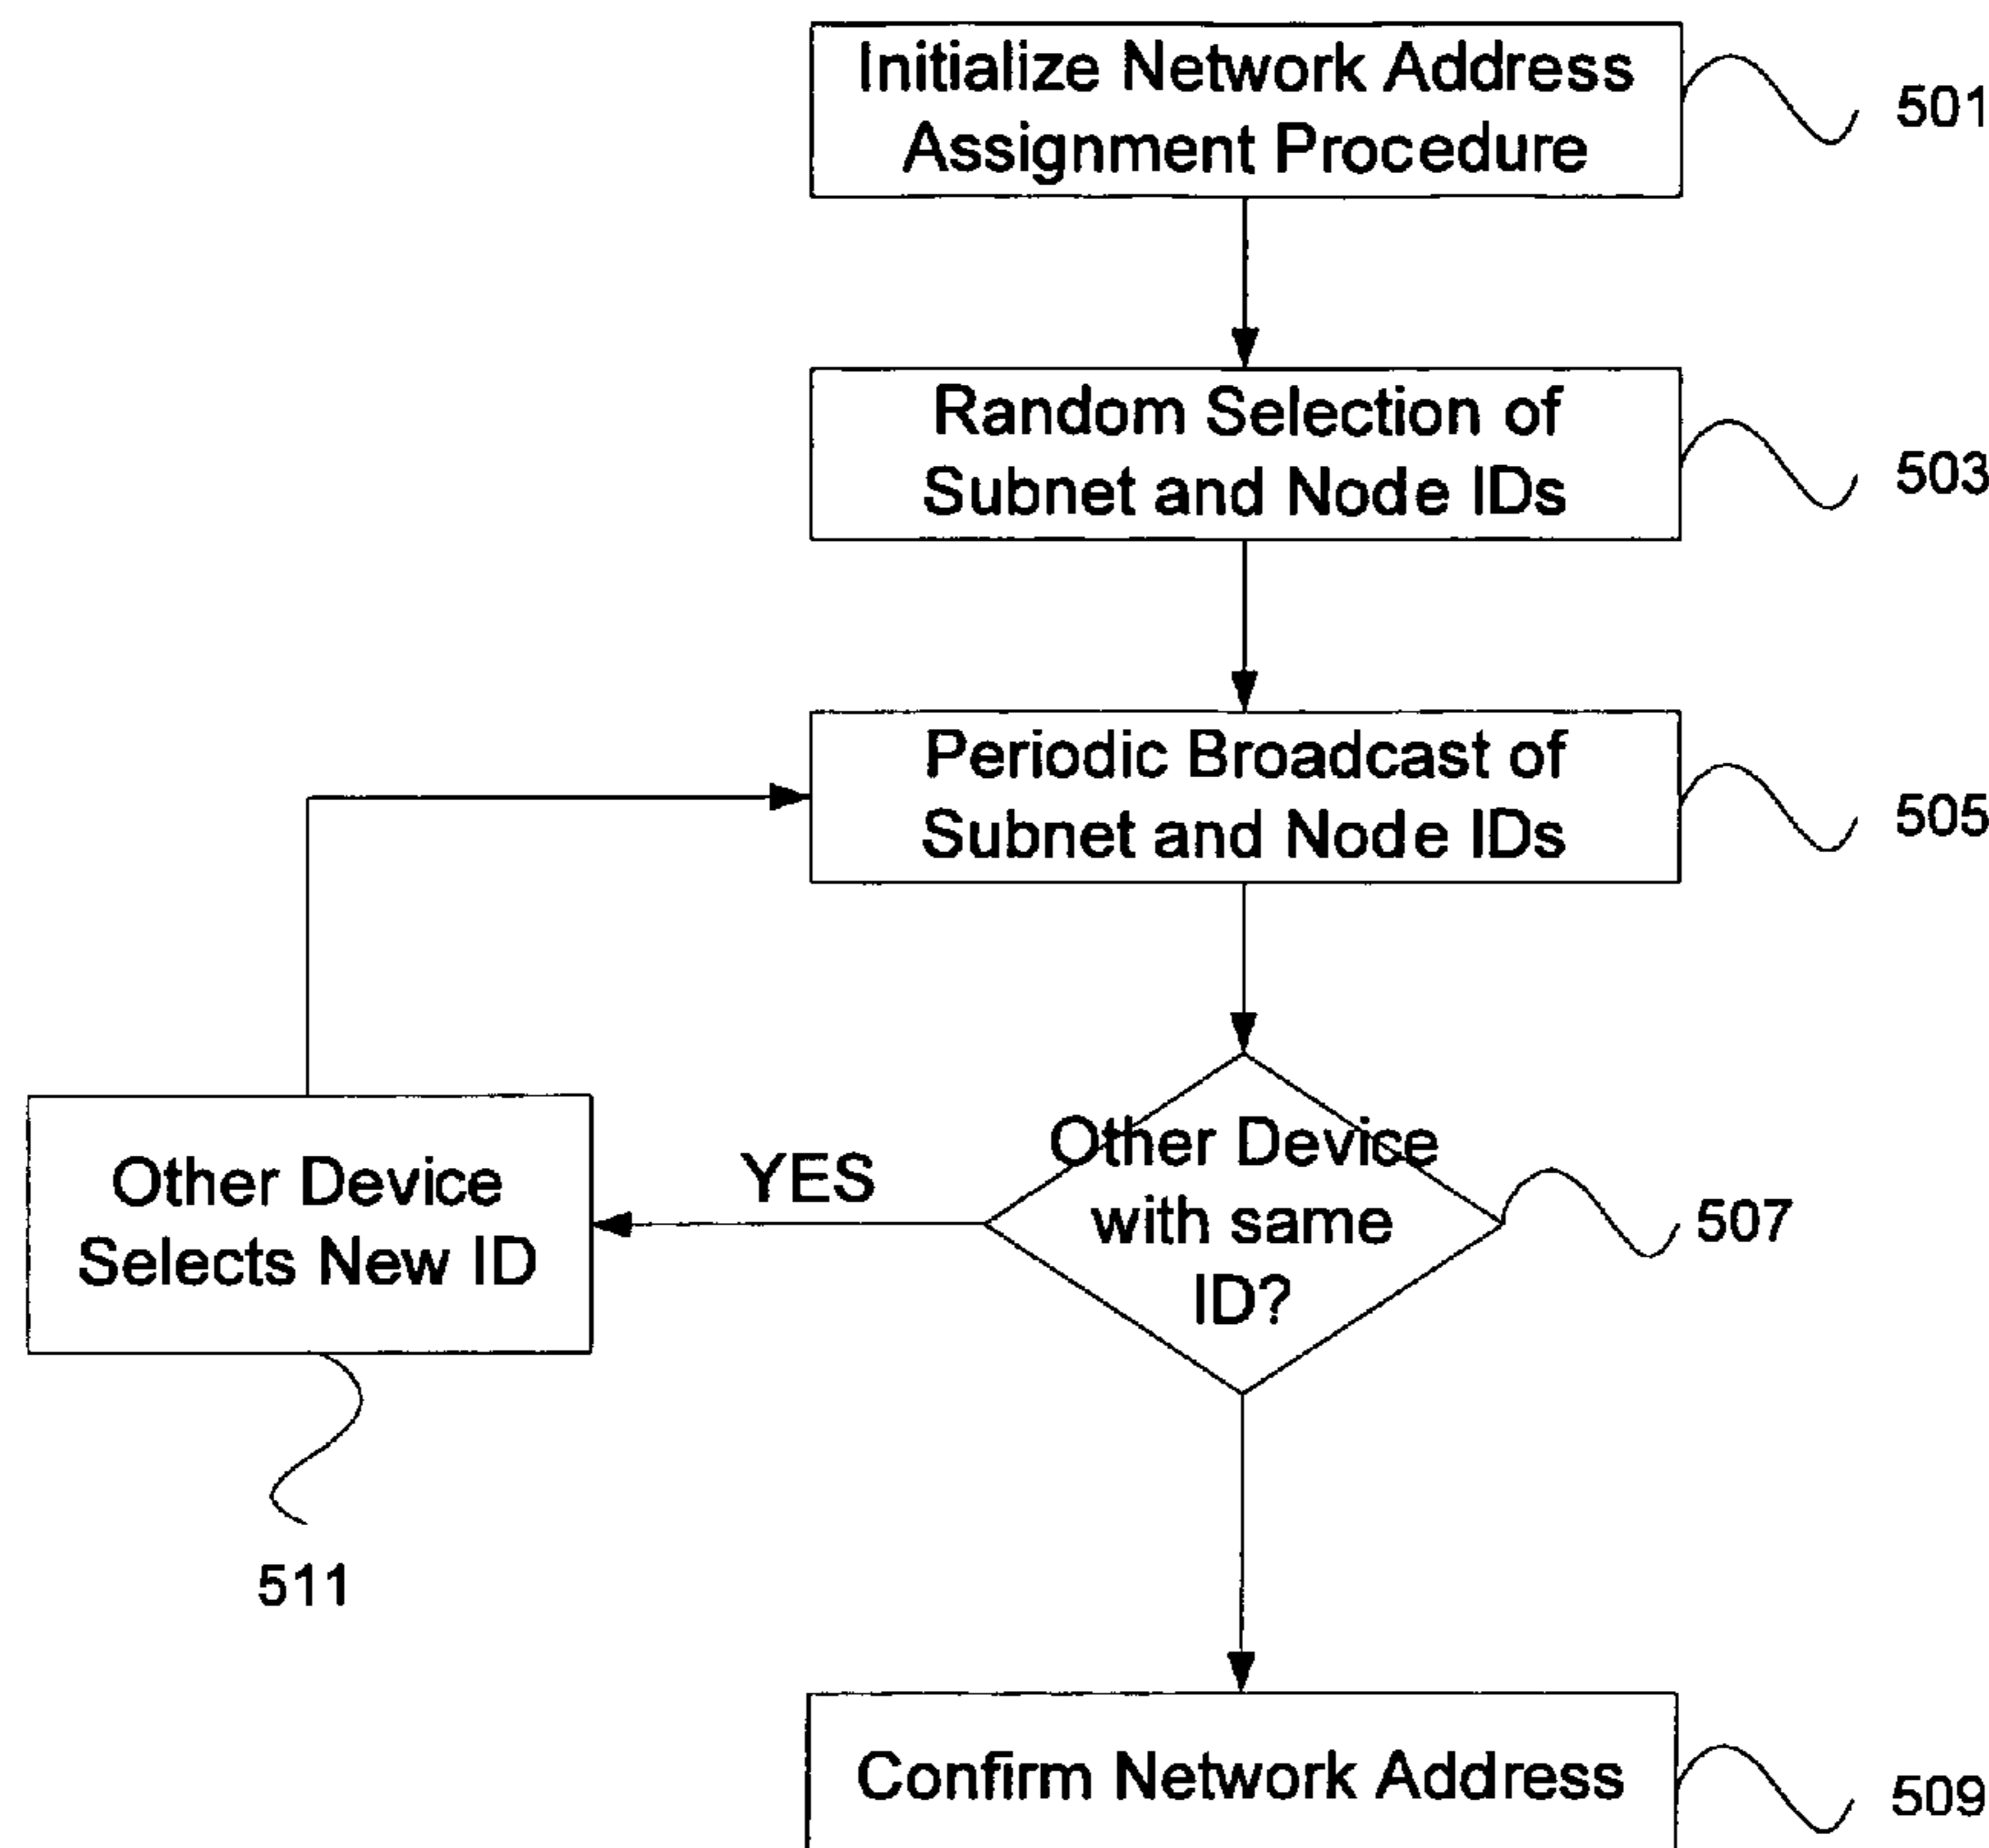 Initialize Network Address
Assignment Procedure
501
Random Selection of
Subnet and Node IDs
503
Periodic Broadcast of
Subnet and Node IDs
505
Other Device
with same
ID?
507
YES
Other Device
Selects New ID
511
Confirm Network Address
509